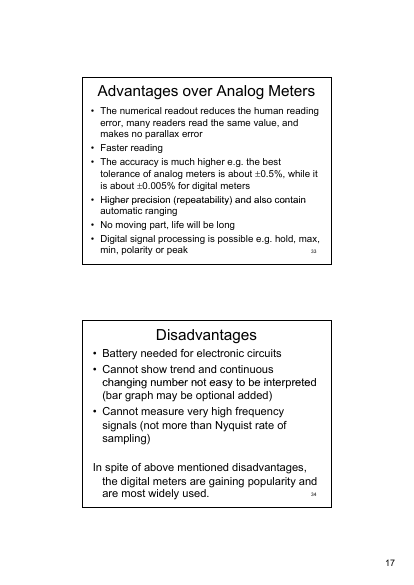 Advantages over Analog Meters
• The numerical readout reduces the human reading
error, many readers read the same value, and
makes no parallax error
• Faster reading
• The accuracy is much higher e.g. the best
tolerance of analog meters is about ±0.5%, while it
is about ±0.005% for digital meters
• Higher precision (repeatability) and also contain
automatic ranging
• No moving part, life will be long
• Digital signal processing is possible e.g. hold, max,
min, polarity or peak
33
Disadvantages
• Battery needed for electronic circuits
• Cannot show trend and continuous
changing number not easy to be interpreted
(bar graph may be optional added)
• Cannot measure very high frequency
signals (not more than Nyquist rate of
sampling)
In spite of above mentioned disadvantages,
the digital meters are gaining popularity and
are most widely used.
34
17